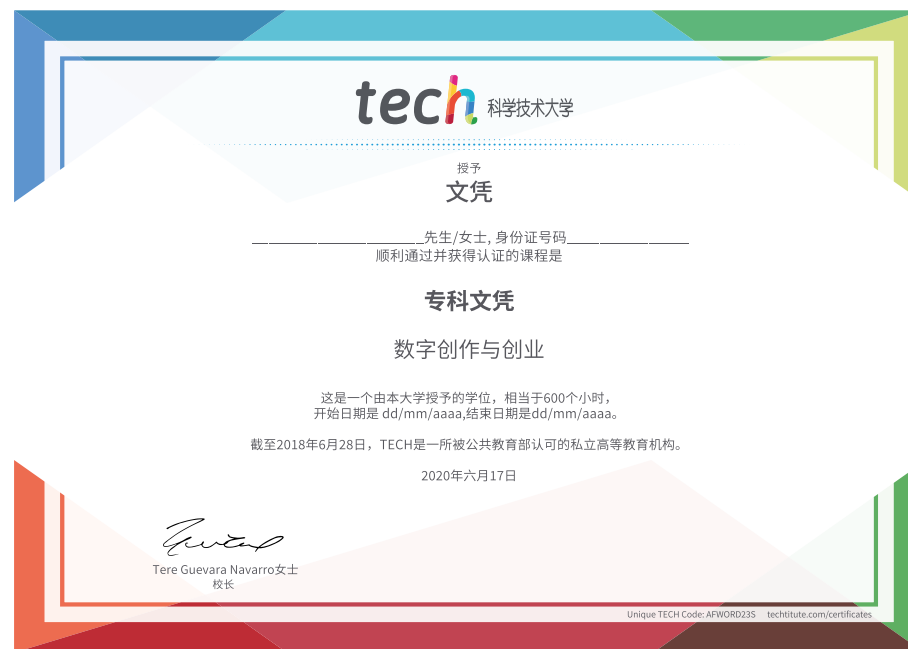 tech 科学技术大学
授予
文凭
______________________先生/女士, 身份证号码________________
顺利通过并获得认证的课程是
专科文凭
数字创作与创业
这是一个由本大学授予的学位，相当于600个小时，
开始日期是 dd/mm/aaaa,结束日期是dd/mm/aaaa。
截至2018年6月28日，TECH是一所被公共教育部认可的私立高等教育机构。
2020年六月17日
Tere Guevara Navarro女士
校长
Unique TECH Code: AFWORD23S techtitute.com/certificates